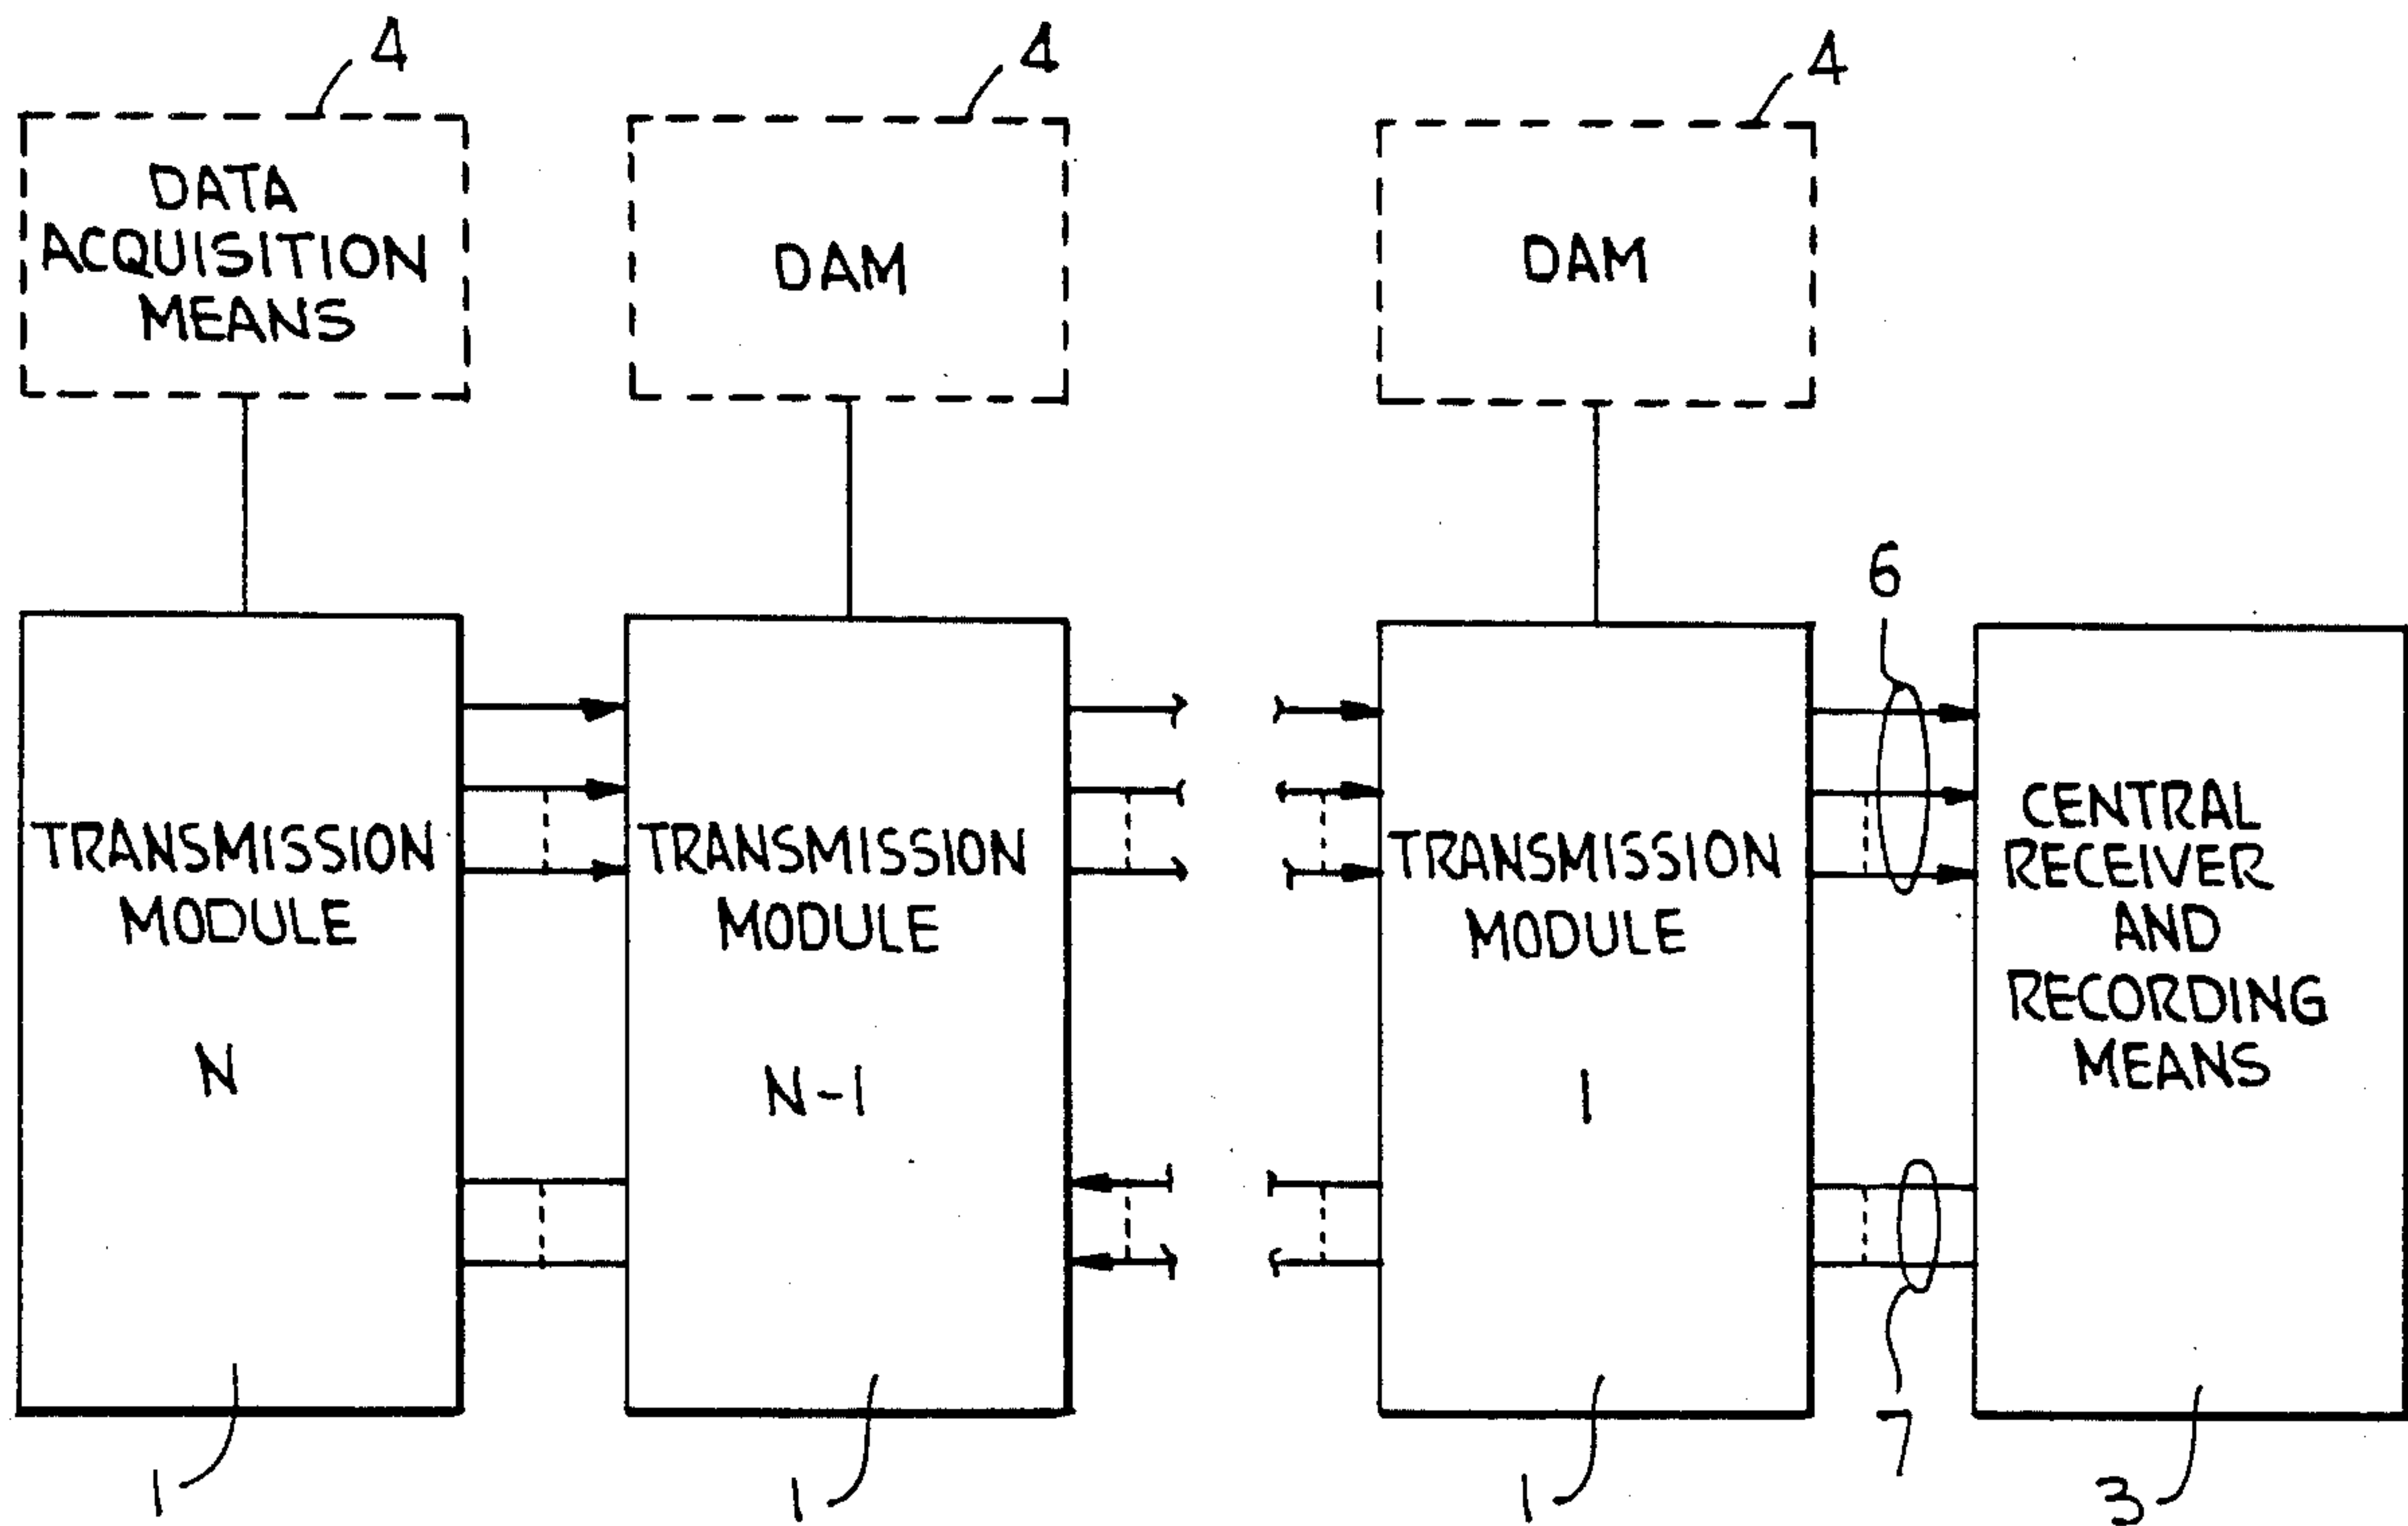 4
4
4
DATA
ACQUISITION
MEANS
DAM
DAM
6
TRANSMISSION
MODULE
N
TRANSMISSION
MODULE
N-1
TRANSMISSION
MODULE
1
CENTRAL
RECEIVER
AND
RECORDING
MEANS
7
1
1
1
3